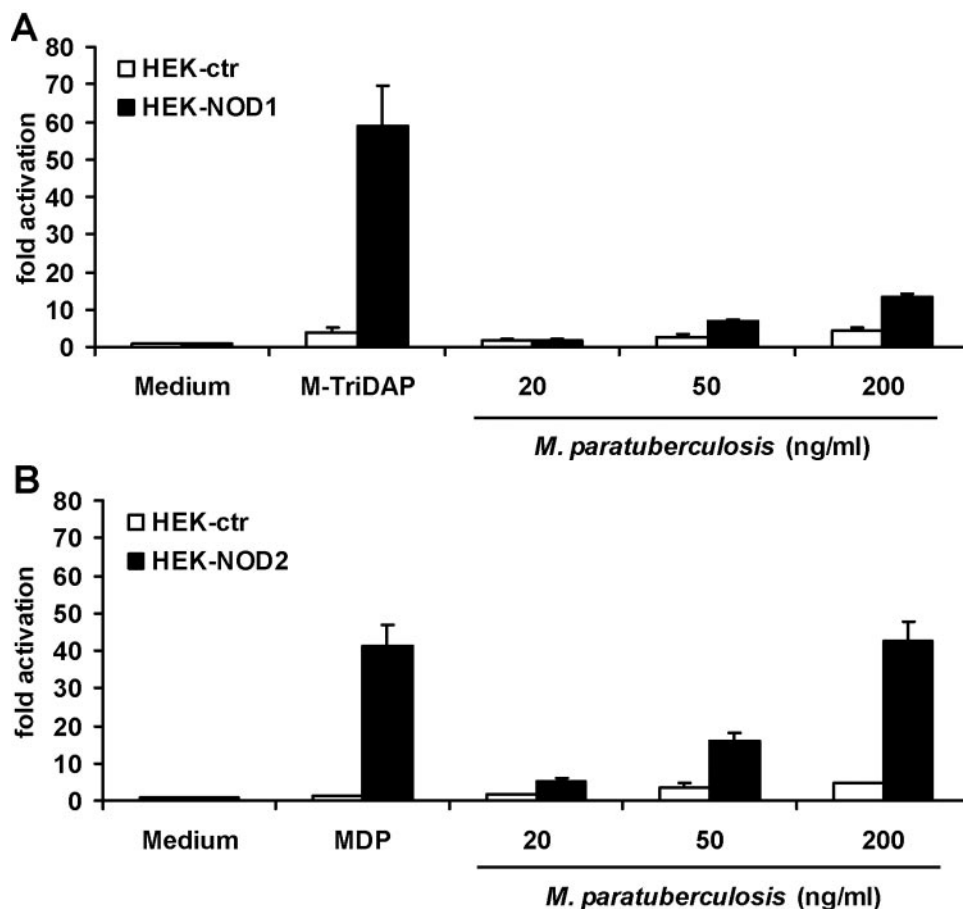 A
80
70
60
50
40
30
20
10
0
fold activation
HEK-ctr
HEK-NOD1
Medium M-TriDAP 20 50 200
M. paratuberculosis (ng/ml)
B
80
70
60
50
40
30
20
10
0
fold activation
HEK-ctr
HEK-NOD2
Medium MDP 20 50 200
M. paratuberculosis (ng/ml)